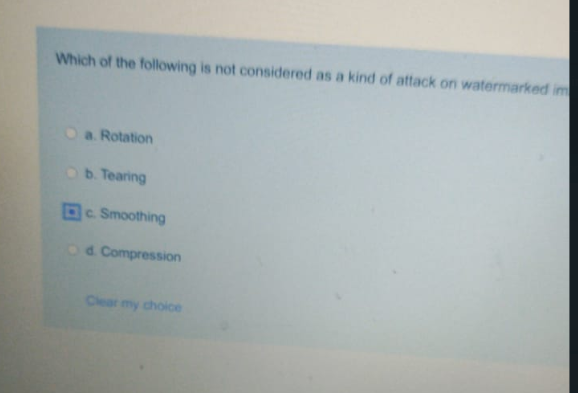 Which of the following is not considered as a kind of attack on watermarked im
a. Rotation
b. Tearing
c. Smoothing
d. Compression
Clear my choice